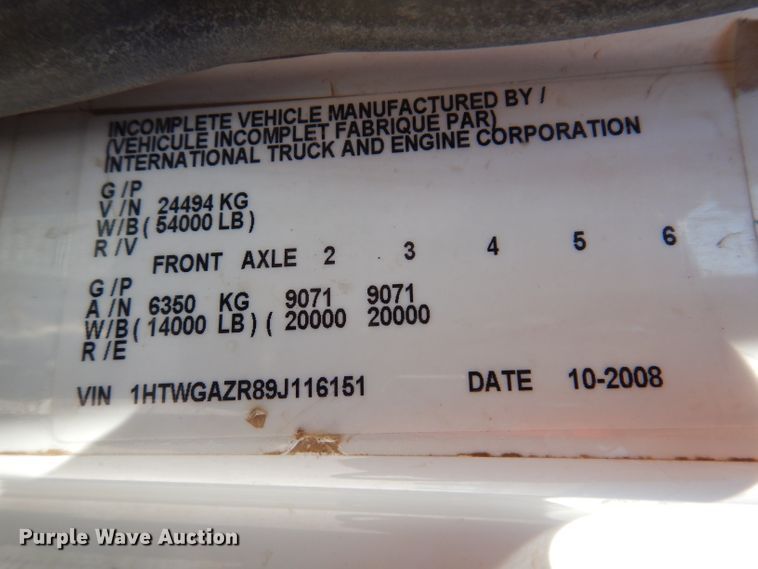 INCOMPLETE VEHICLE MANUFACTURED BY /
(VEHICULE INCOMPLET FABRIQUE PAR)
INTERNATIONAL TRUCK AND ENGINE CORPORATION
G /P
V /N 24494 KG
W/B ( 54000 LB )
R /V
FRONT AXLE 2 3 4 5 6
G /P
A /N 6350 KG 9071 9071
W/B ( 14000 LB ) ( 20000 20000
R /E
VIN 1HTWGAZR89J116151 DATE 10-2008
Purple Wave Auction